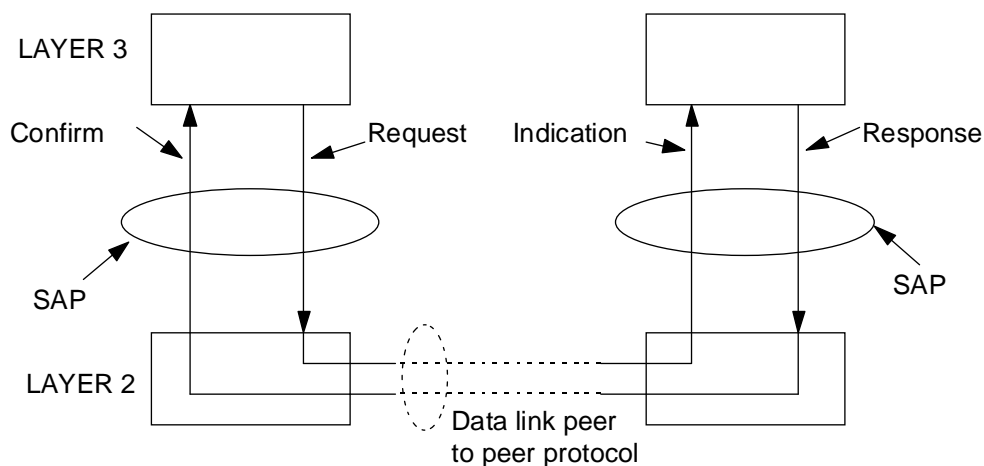 LAYER 3
Confirm
Request
Indication
Response
SAP
SAP
LAYER 2
Data link peer
to peer protocol